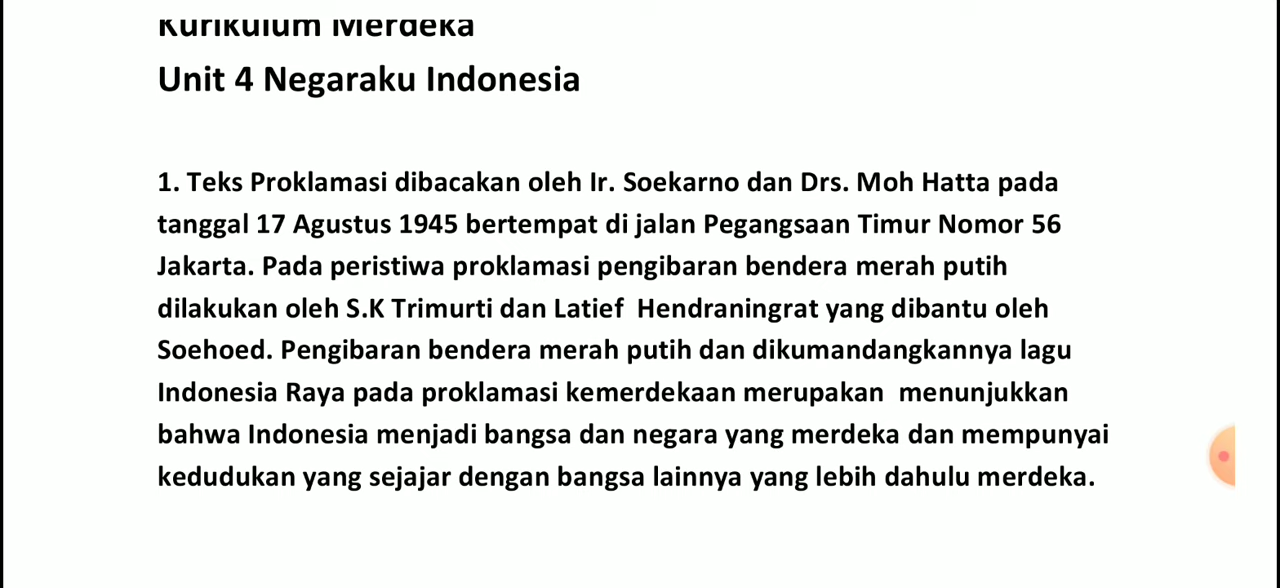 Kurikulum Merdeka
Unit 4 Negaraku Indonesia
1. Teks Proklamasi dibacakan oleh Ir. Soekarno dan Drs. Moh Hatta pada
tanggal 17 Agustus 1945 bertempat di jalan Pegangsaan Timur Nomor 56
Jakarta. Pada peristiwa proklamasi pengibaran bendera merah putih
dilakukan oleh S.K Trimurti dan Latief  Hendraningrat yang dibantu oleh
Soehoed. Pengibaran bendera merah putih dan dikumandangkannya lagu
Indonesia Raya pada proklamasi kemerdekaan merupakan  menunjukkan
bahwa Indonesia menjadi bangsa dan negara yang merdeka dan mempunyai
kedudukan yang sejajar dengan bangsa lainnya yang lebih dahulu merdeka.